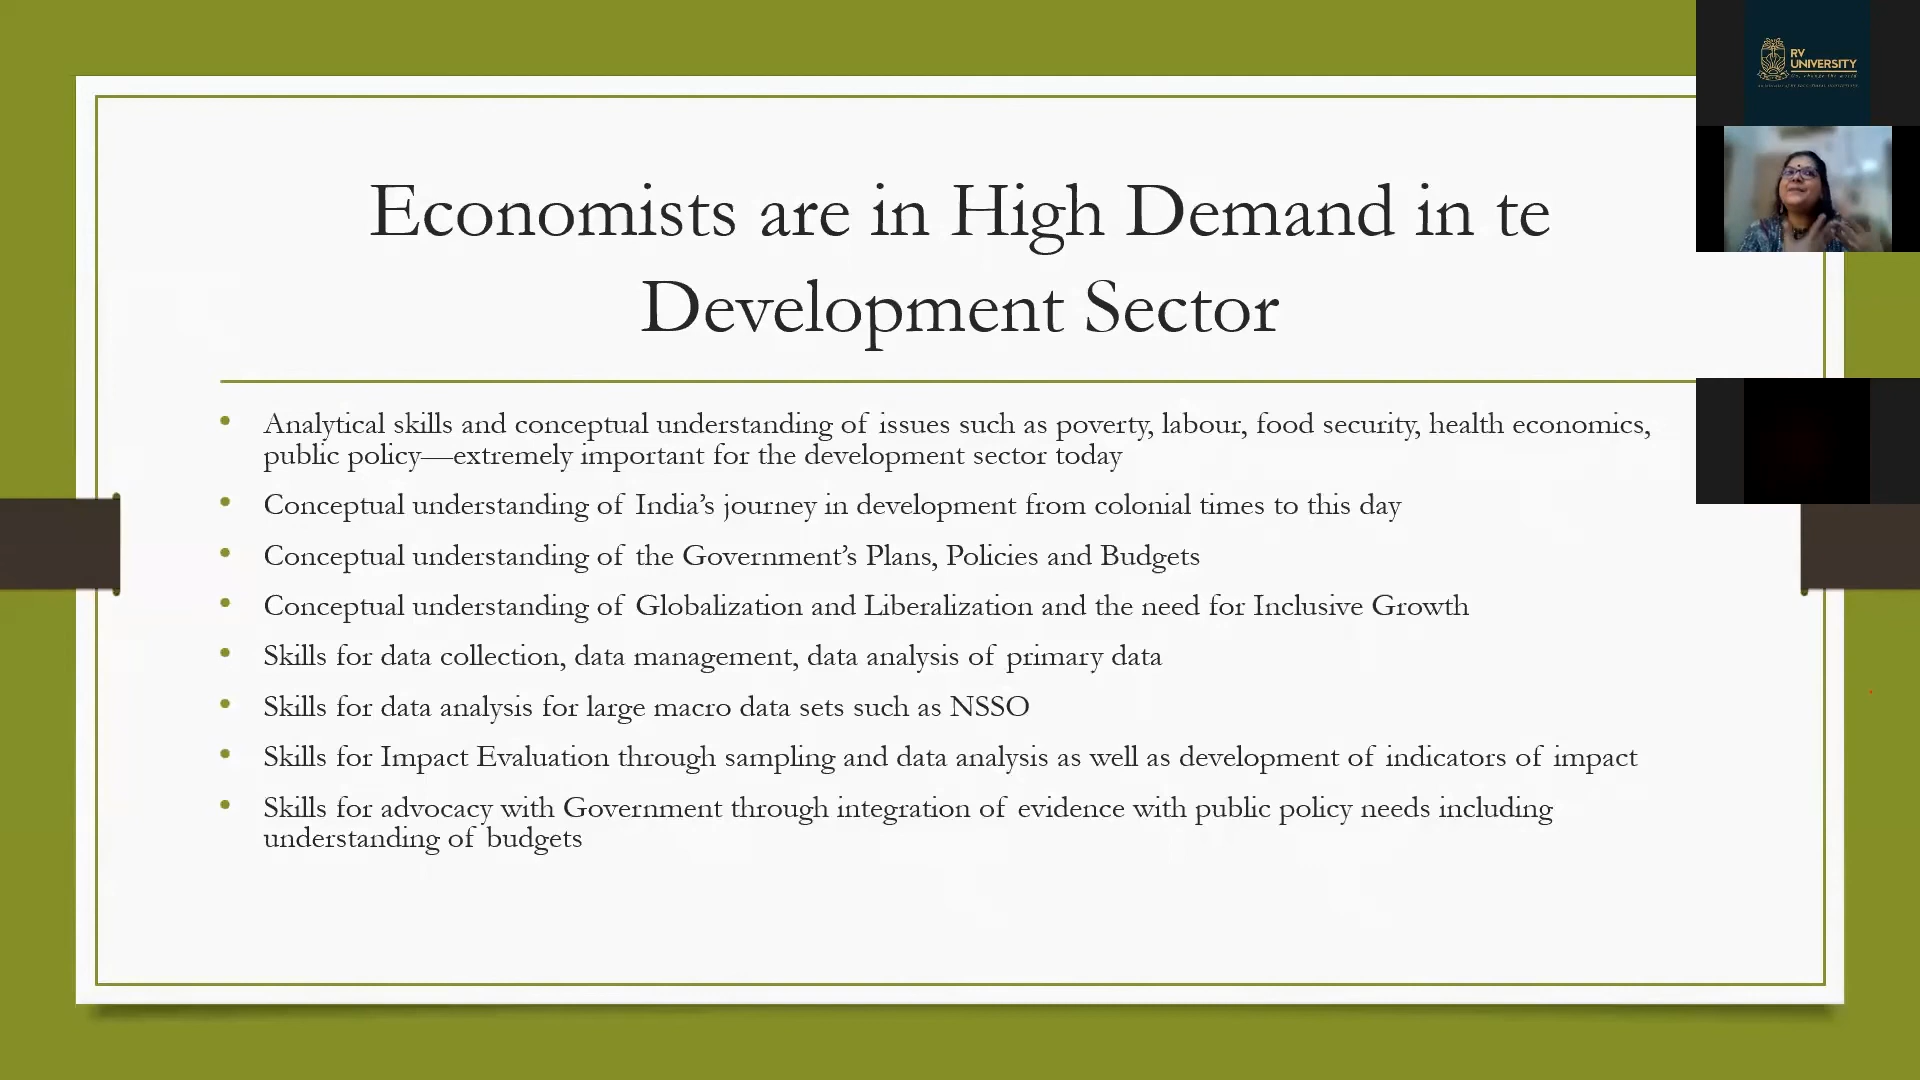 RV
UNIVERSITY
Go, change the world
Economists are in High Demand in te
Development Sector
• Analytical skills and conceptual understanding of issues such as poverty, labour, food security, health economics,
public policy—extremely important for the development sector today
• Conceptual understanding of India’s journey in development from colonial times to this day
• Conceptual understanding of the Government’s Plans, Policies and Budgets
• Conceptual understanding of Globalization and Liberalization and the need for Inclusive Growth
• Skills for data collection, data management, data analysis of primary data
• Skills for data analysis for large macro data sets such as NSSO
• Skills for Impact Evaluation through sampling and data analysis as well as development of indicators of impact
• Skills for advocacy with Government through integration of evidence with public policy needs including
understanding of budgets